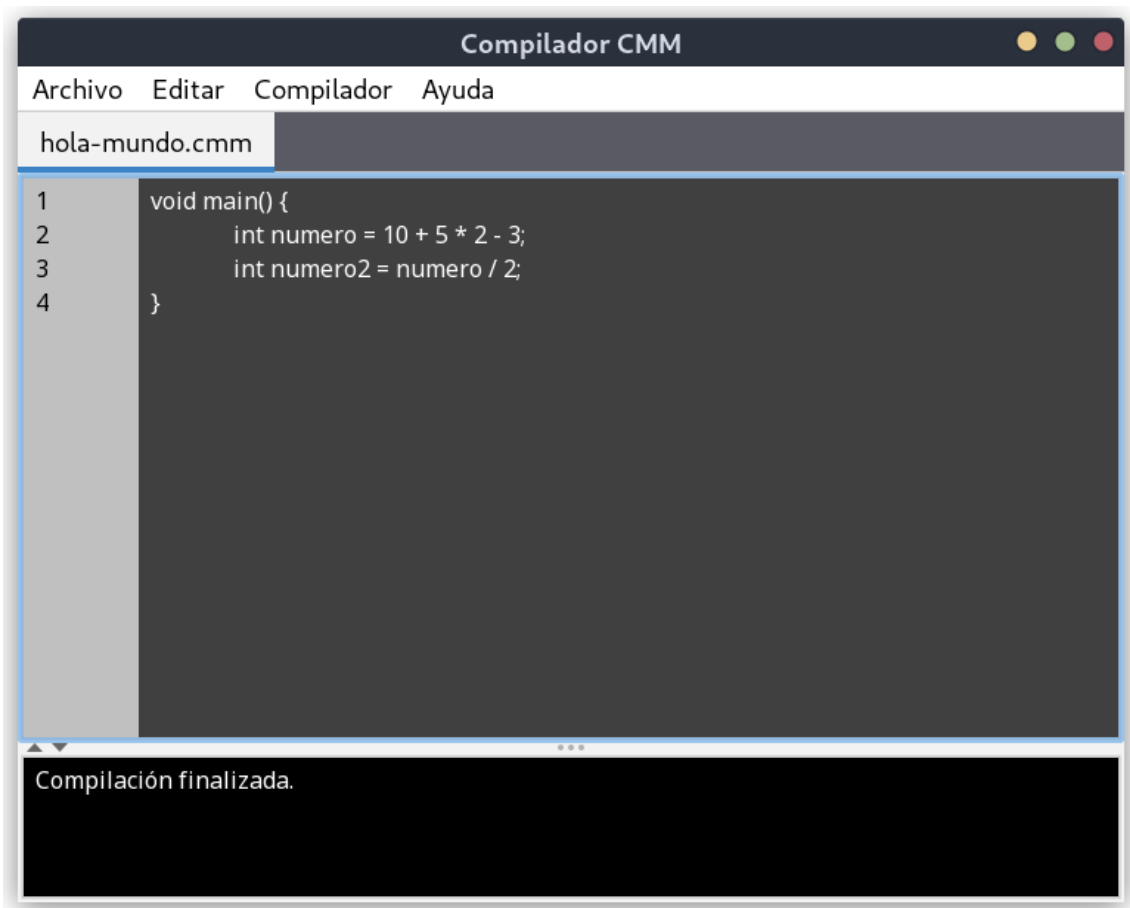 Compilador CMM
Archivo Editar Compilador Ayuda
hola-mundo.cmm
1 void main() {
2 int numero = 10 + 5 * 2 - 3;
3 int numero2 = numero / 2;
4 }
Compilación finalizada.